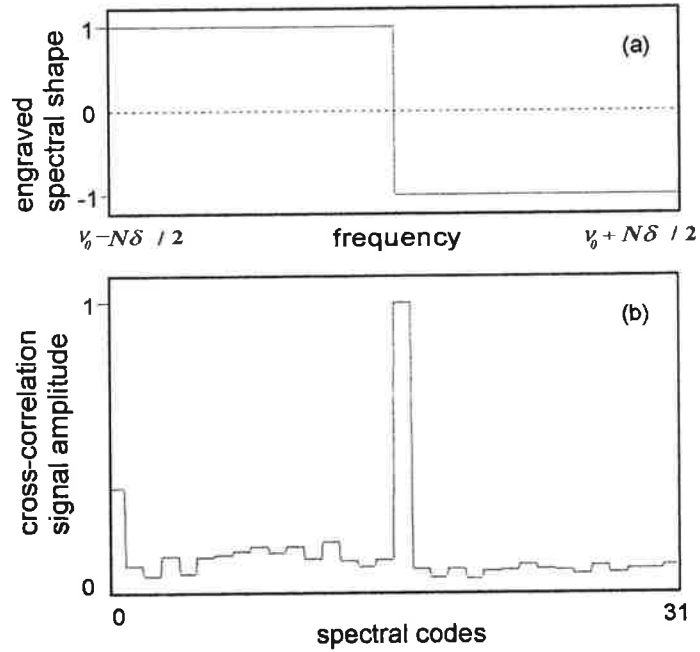 (a)
engraved
spectral shape
1
0
-1
ν₀−Nδ / 2
frequency
ν₀+Nδ / 2
(b)
cross-correlation
signal amplitude
1
0
0
31
spectral codes